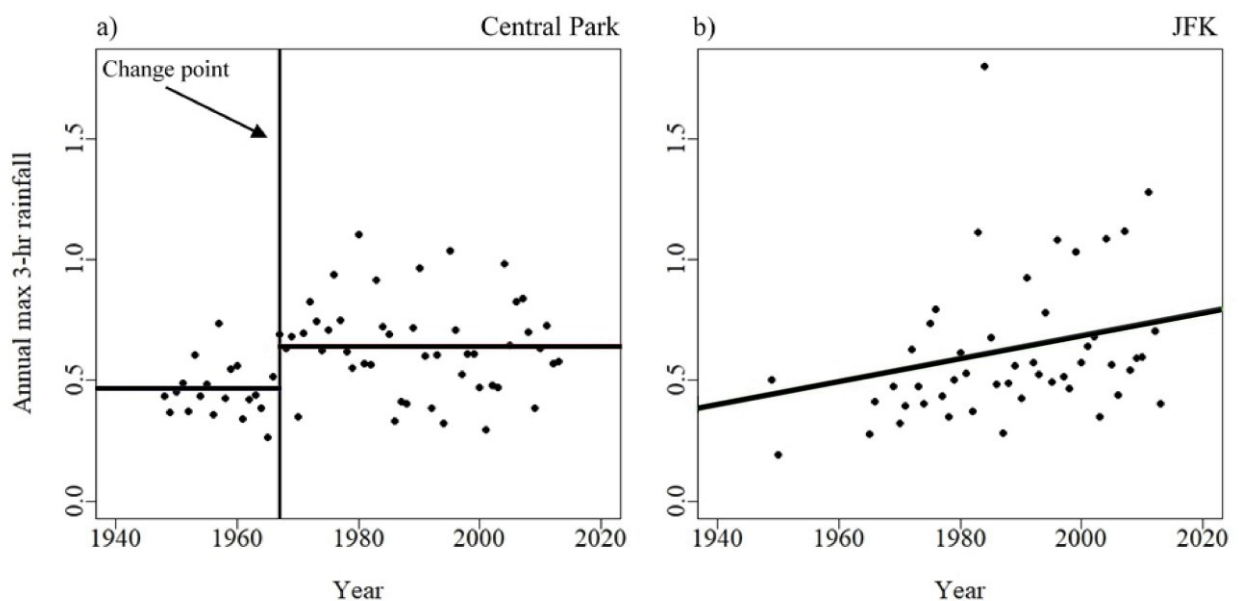 a) Central Park
Change point
Annual max 3-hr rainfall
1.5
1.0
0.5
0.0
1940 1960 1980 2000 2020
Year
b) JFK
1.5
1.0
0.5
0.0
1940 1960 1980 2000 2020
Year